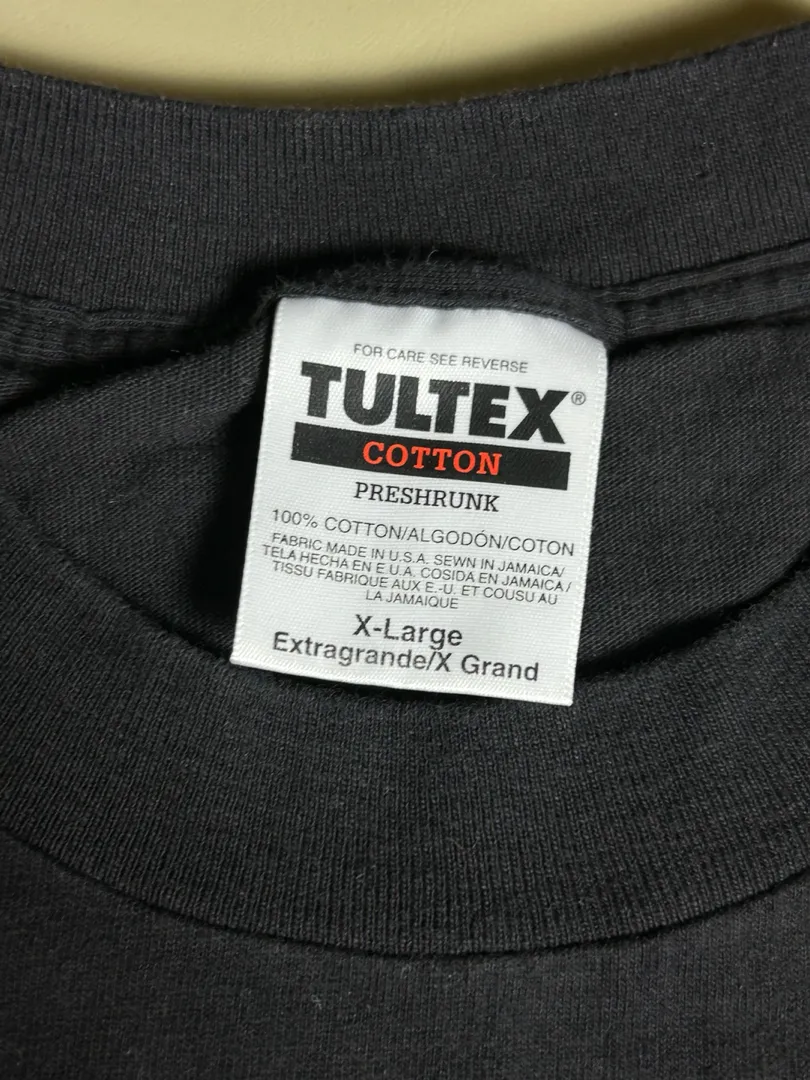 FOR CARE SEE REVERSE
TULTEX®
COTTON
PRESHRUNK
100% COTTON/ALGODÓN/COTON
FABRIC MADE IN U.S.A. SEWN IN JAMAICA/
TELA HECHA EN E.U.A. COSIDA EN JAMAICA/
TISSU FABRIQUE AUX E.-U. ET COUSU AU
LA JAMAIQUE
X-Large
Extragrande/X Grand